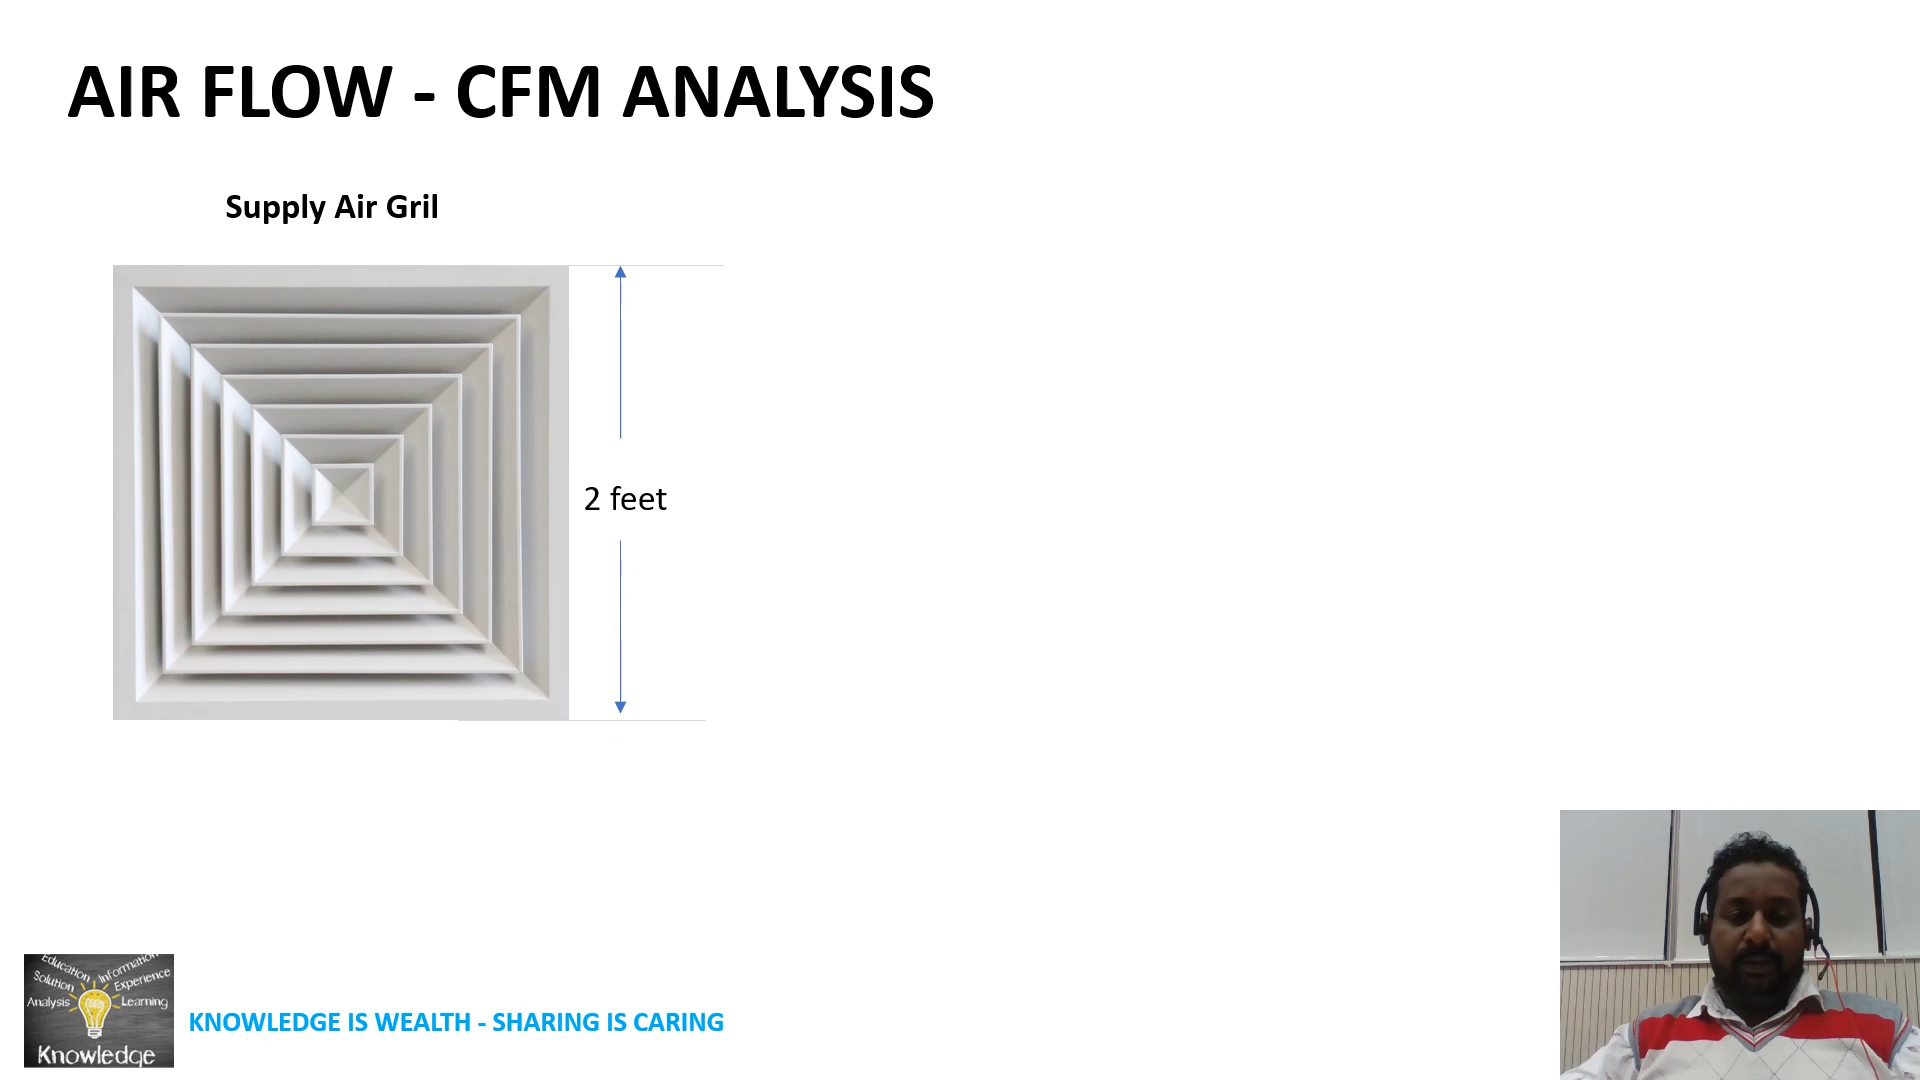 AIR FLOW - CFM ANALYSIS
Supply Air Gril
2 feet
Education Information
Solution Experience
Analysis Learning
Knowledge
KNOWLEDGE IS WEALTH - SHARING IS CARING